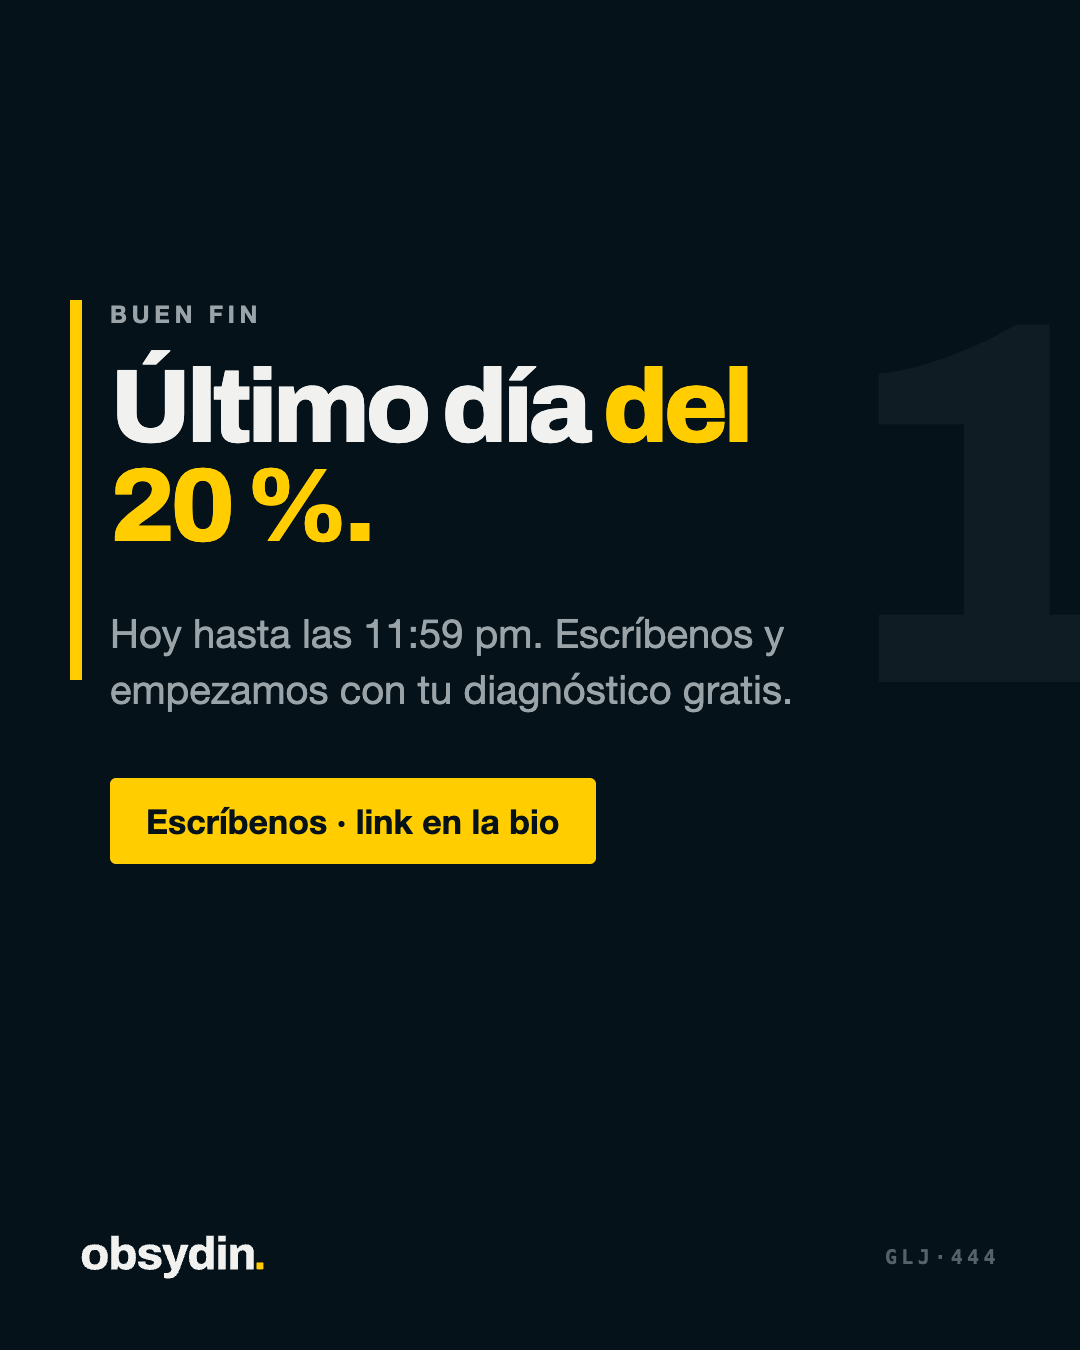 BUEN FIN
Último día del
20 %.
1
Hoy hasta las 11:59 pm. Escríbenos y
empezamos con tu diagnóstico gratis.
Escríbenos · link en la bio
obsydin.
GLJ·444